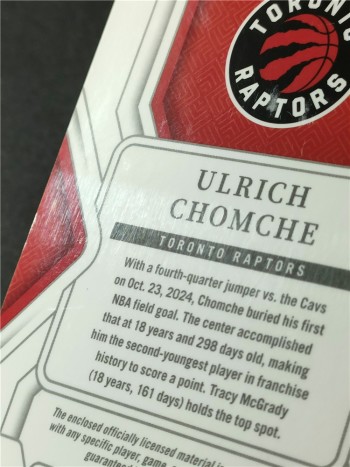 TORONTO
RAPTORS
ULRICH
CHOMCHE
TORONTO RAPTORS
With a fourth-quarter jumper vs. the Cavs
on Oct. 23, 2024, Chomche buried his first
NBA field goal. The center accomplished
that at 18 years and 298 days old, making
him the second-youngest player in franchise
history to score a point. Tracy McGrady
(18 years, 161 days) holds the top spot.
The enclosed officially licensed material i
with any specific player, game,
guarante